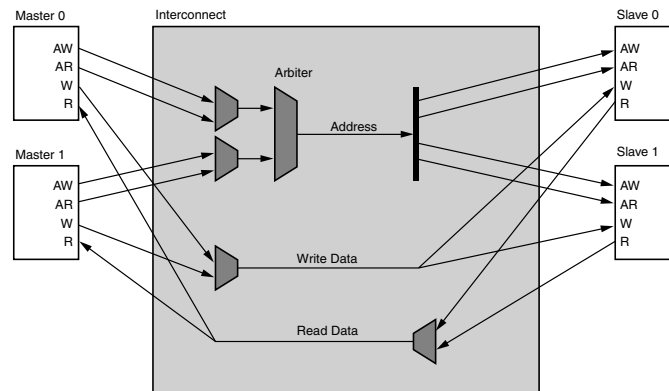 Master 0
Interconnect
Slave 0
AW
AR
W
R
Arbiter
AW
AR
W
R
Address
Master 1
Slave 1
AW
AR
W
R
AW
AR
W
R
Write Data
Read Data